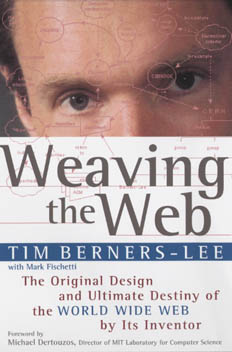 Weaving
the Web
TIM BERNERS-LEE
with Mark Fischetti
The Original Design
and Ultimate Destiny of
the WORLD WIDE WEB
by Its Inventor
Foreword by
Michael Dertouzos, Director of MIT Laboratory for Computer Science